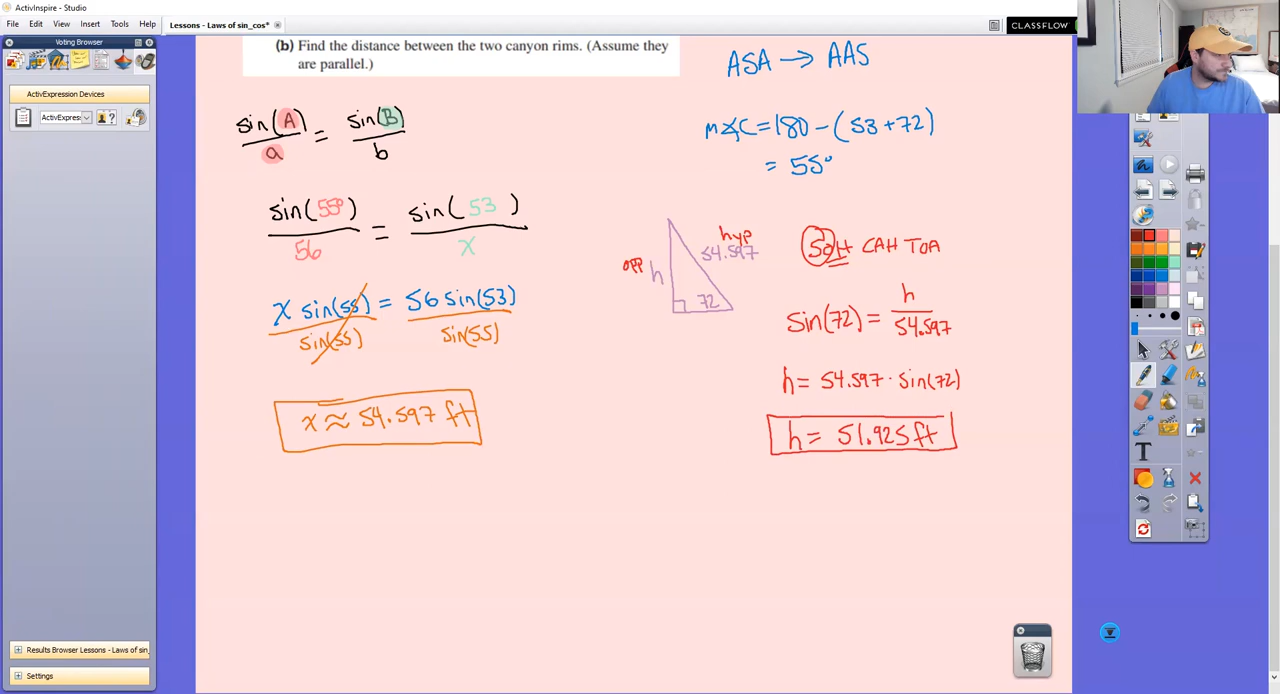 ActivInspire - Studio
File Edit View Insert Tools Help
Voting Browser
Lessons - Laws of sin_cos*
CLASSFLOW
ActivExpression Devices
ActivExpres
(b) Find the distance between the two canyon rims. (Assume they
are parallel.)
ASA → AAS
sin(A)/a = sin(B)/b
m∡C = 180 - (53 + 72)
= 55°
sin(55°)/56 = sin(53)/x
x sin(55)/sin(55) = 56 sin(53)/sin(55)
x ≈ 54.597 ft
hyp
54.597
opp
h
72
SOH CAH TOA
sin(72) = h/54.597
h = 54.597 · sin(72)
h = 51.925 ft
Results Browser Lessons - Laws of sin_
Settings